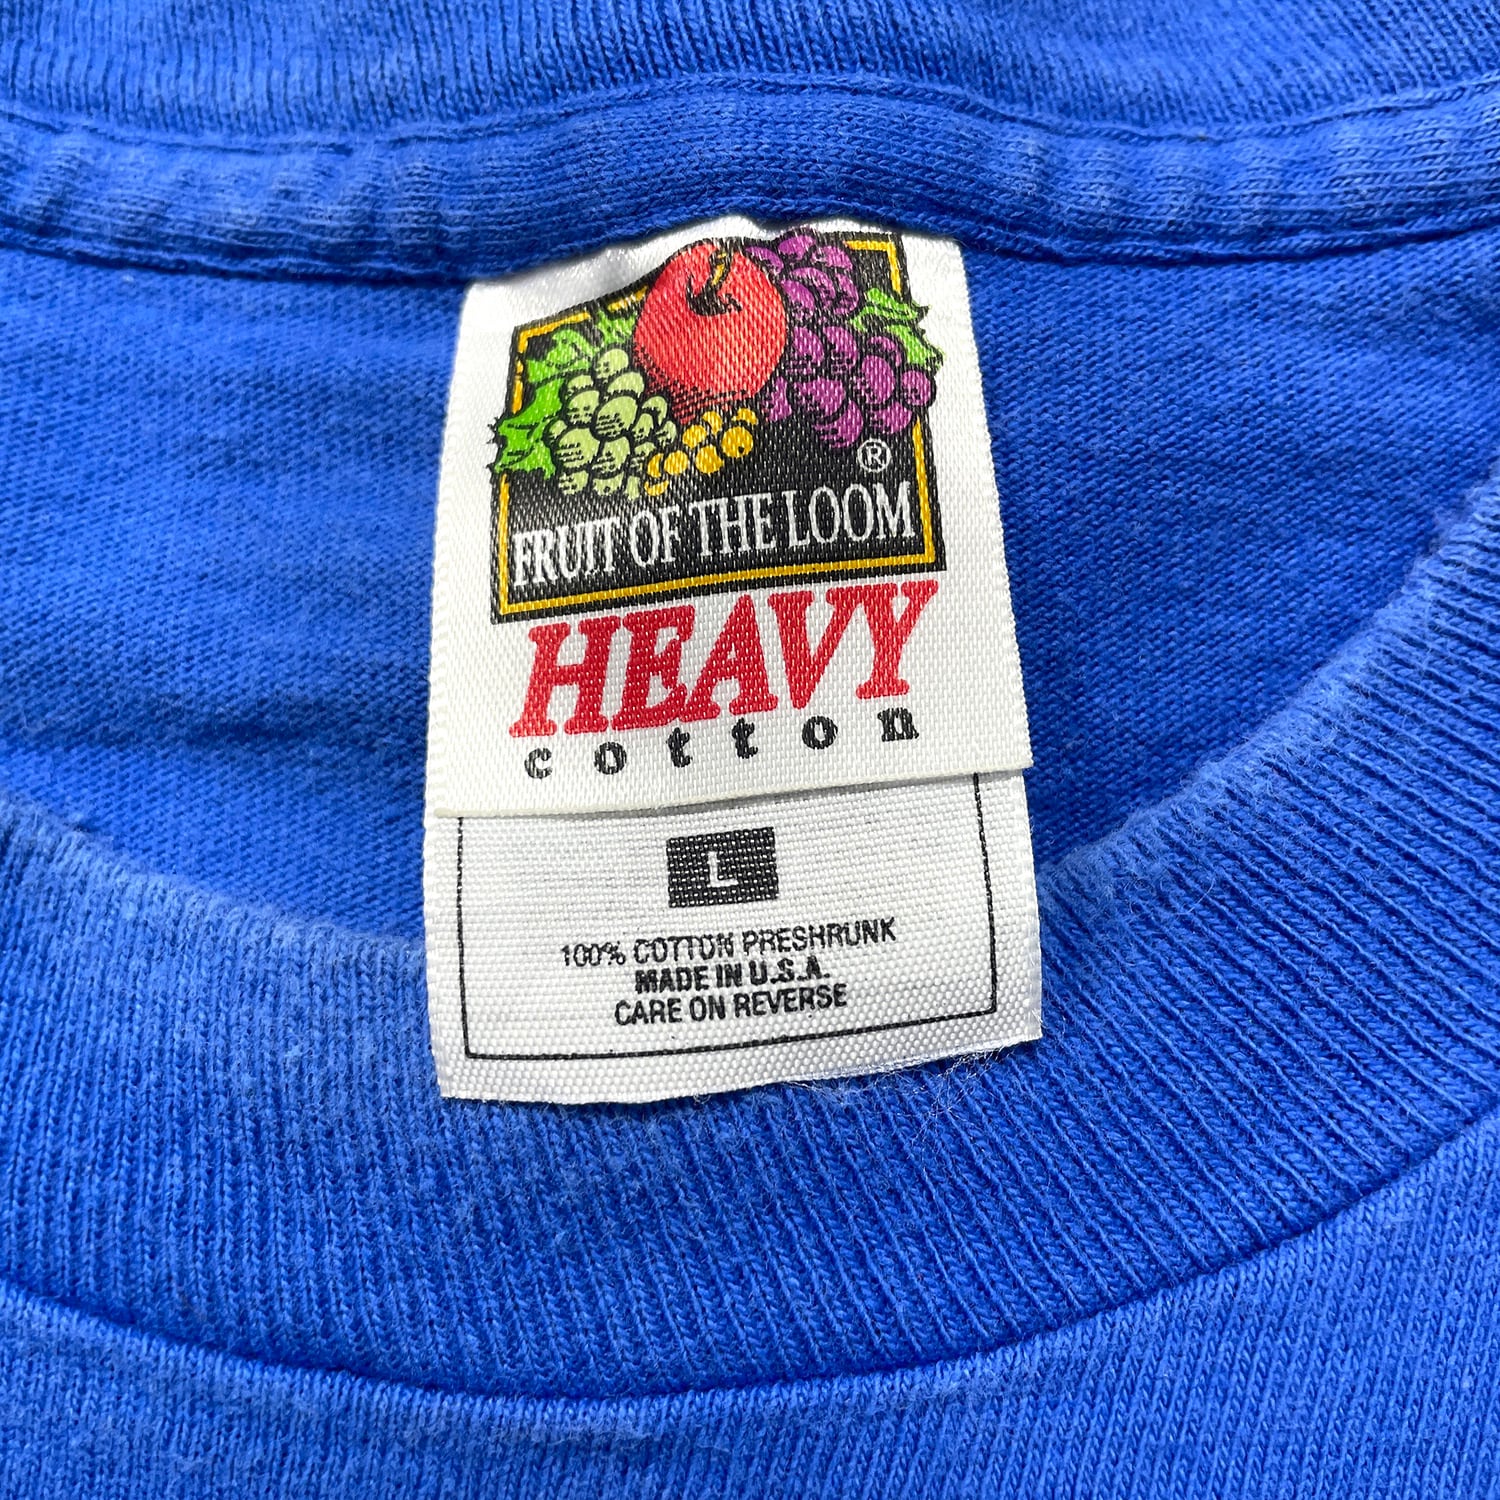 ®
FRUIT OF THE LOOM
HEAVY
cotton
L
100% COTTON PRESHRUNK
MADE IN U.S.A.
CARE ON REVERSE